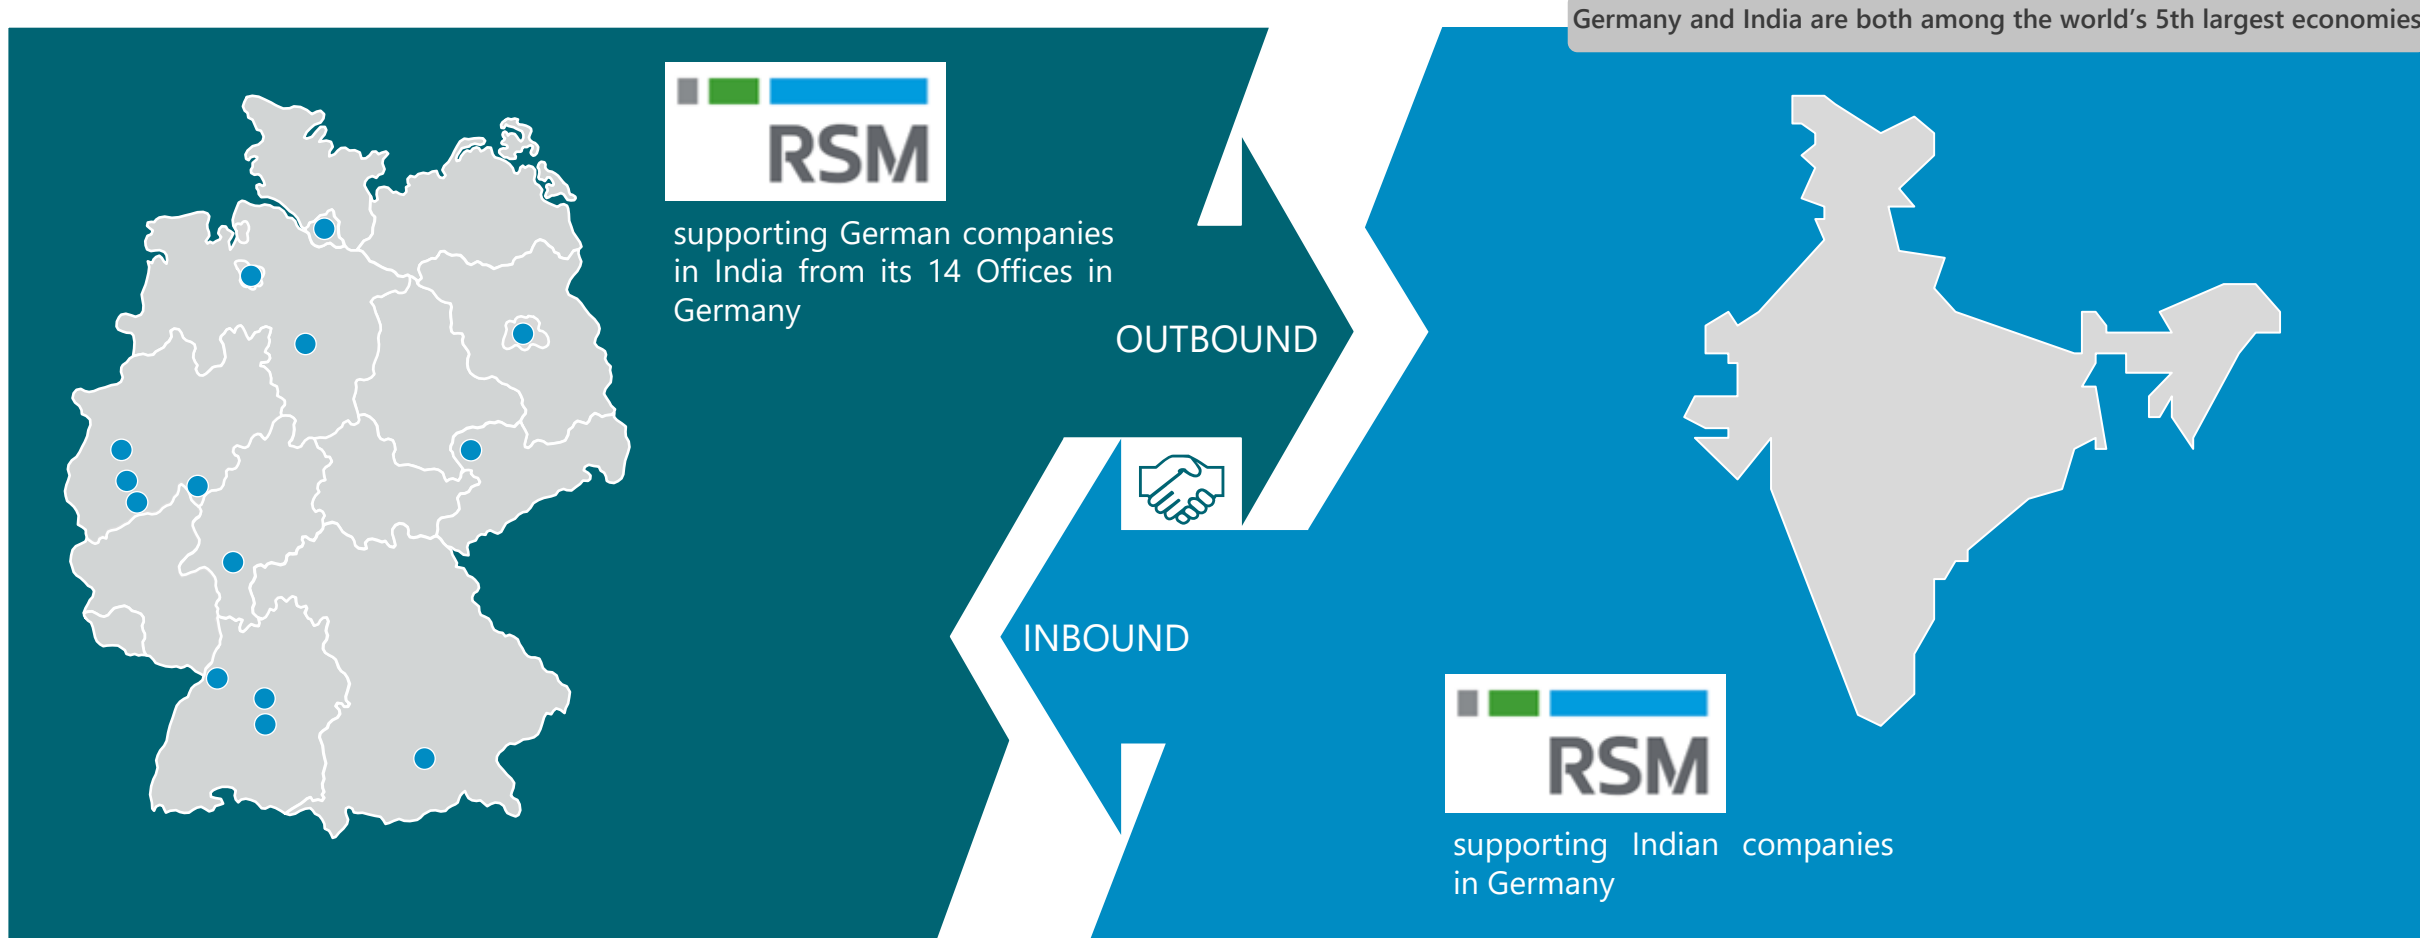 Germany and India are both among the world's 5th largest economies
RSM
supporting German companies
in India from its 14 Offices in
Germany
OUTBOUND
INBOUND
RSM
supporting Indian companies
in Germany